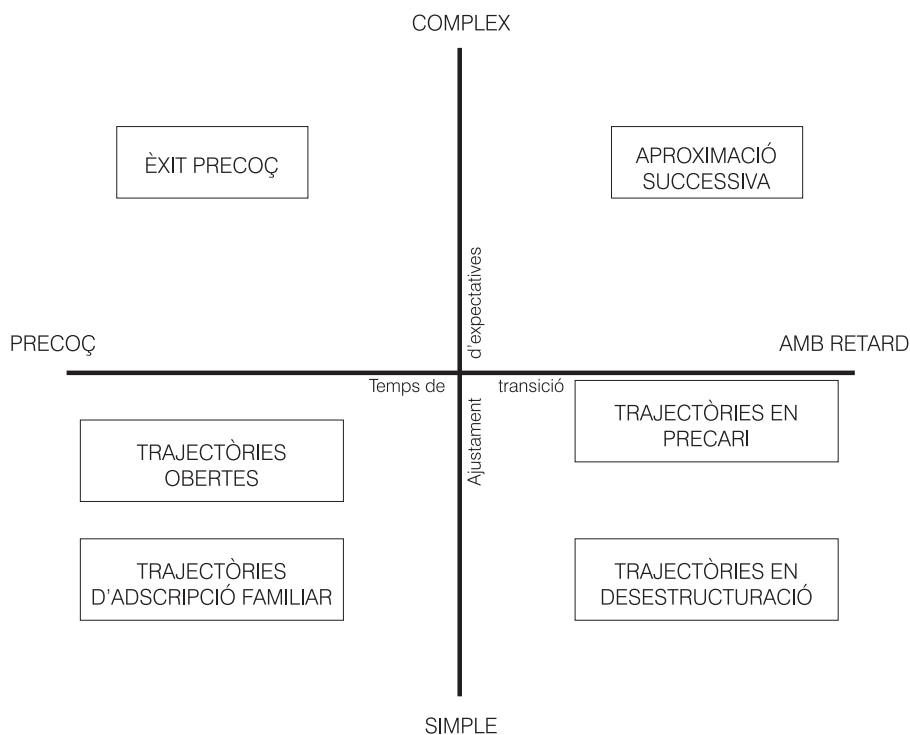 COMPLEX
ÈXIT PRECOÇ
APROXIMACIÓ
SUCCESSIVA
d'expectatives
PRECOÇ
AMB RETARD
Temps de transició
Ajustament
TRAJECTÒRIES
OBERTES
TRAJECTÒRIES EN
PRECARI
TRAJECTÒRIES
D'ADSCRIPCIÓ FAMILIAR
TRAJECTÒRIES EN
DESESTRUCTURACIÓ
SIMPLE